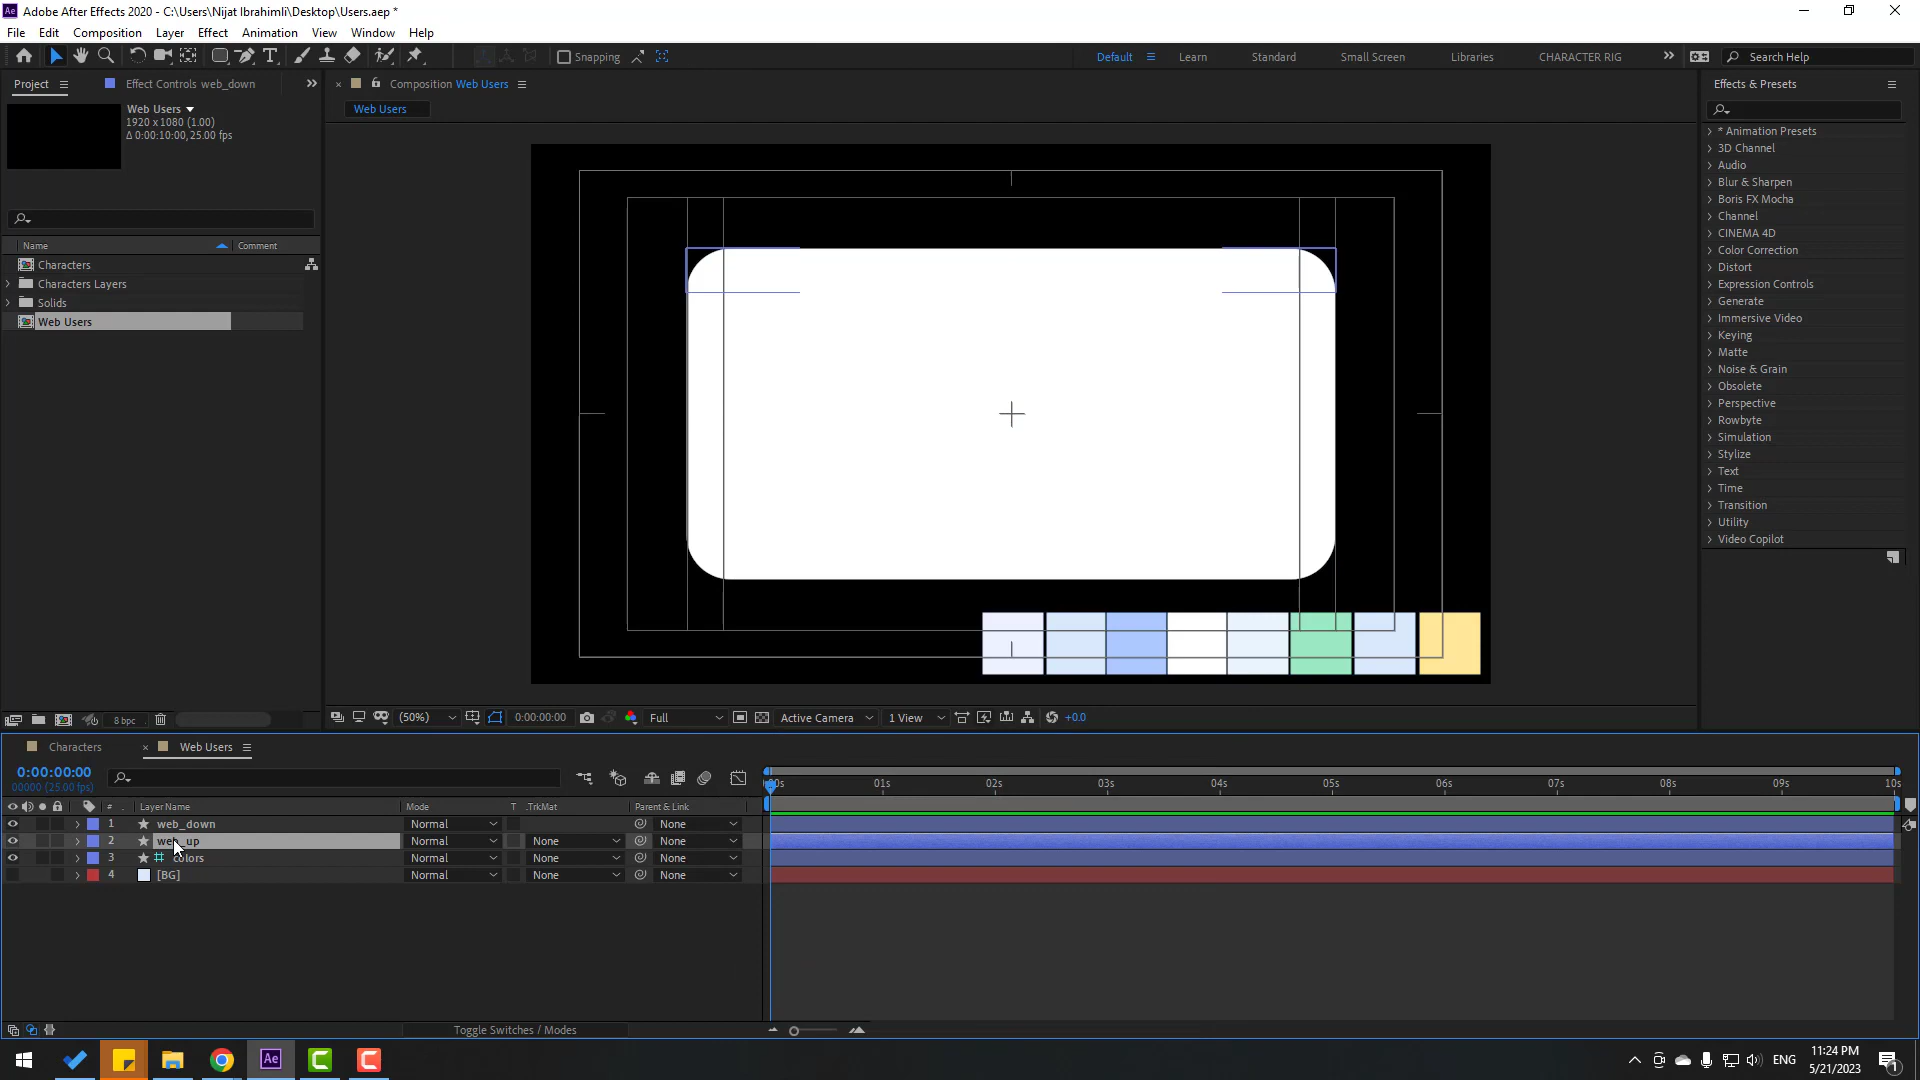 Adobe After Effects 2020 - C:\Users\Nijat Ibrahimli\Desktop\Users.aep *
File Edit Composition Layer Effect Animation View Window Help
Snapping Default Learn Standard Small Screen Libraries CHARACTER RIG Search Help
Project Effect Controls web_down
Composition Web Users
Effects & Presets
Web Users
1920 x 1080 (1.00)
Δ 0:00:10:00, 25.00 fps
Web Users
Name Comment
Characters
Characters Layers
Solids
Web Users
* Animation Presets
3D Channel
Audio
Blur & Sharpen
Boris FX Mocha
Channel
CINEMA 4D
Color Correction
Distort
Expression Controls
Generate
Immersive Video
Keying
Matte
Noise & Grain
Obsolete
Perspective
Rowbyte
Simulation
Stylize
Text
Time
Transition
Utility
Video Copilot
8 bpc
(50%) 0:00:00:00 Full Active Camera 1 View +0.0
Characters Web Users
0:00:00:00
00000 (25.00 fps)
00s 01s 02s 03s 04s 05s 06s 07s 08s 09s 10s
# Layer Name Mode T .TrkMat Parent & Link
1 web_down Normal None
2 web_up Normal None None
3 colors Normal None None
4 [BG] Normal None None
Toggle Switches / Modes
Ae ENG 11:24 PM
5/21/2023
1